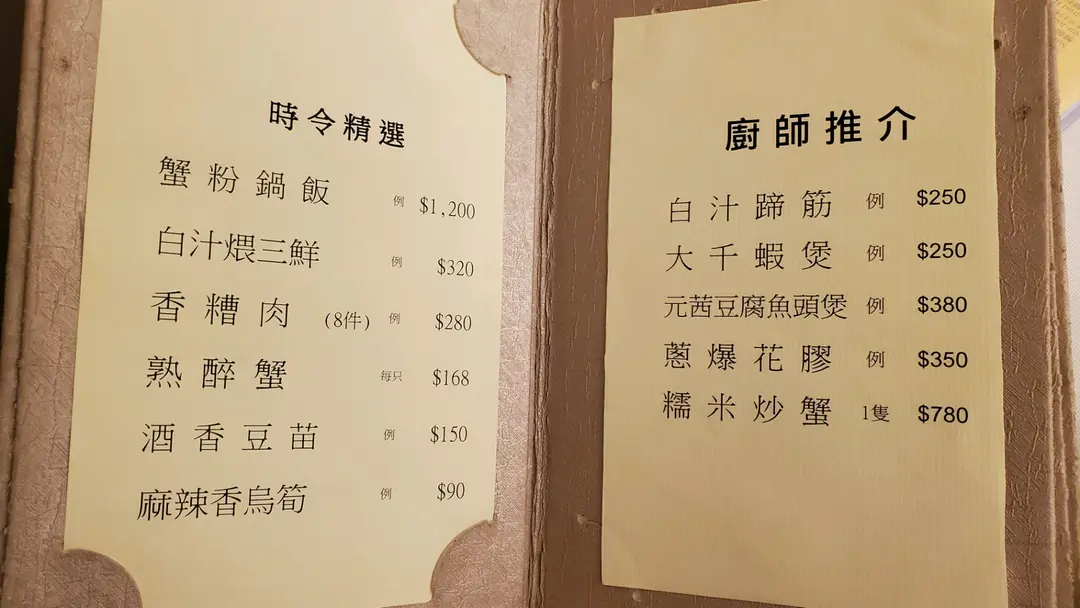 時令精選
蟹粉鍋飯 例 $1,200
白汁煨三鮮 例 $320
香糟肉 (8件) 例 $280
熟醉蟹 每只 $168
酒香豆苗 例 $150
麻辣香烏筍 例 $90
廚師推介
白汁蹄筋 例 $250
大千蝦煲 例 $250
元茜豆腐魚頭煲 例 $380
蔥爆花膠 例 $350
糯米炒蟹 1隻 $780